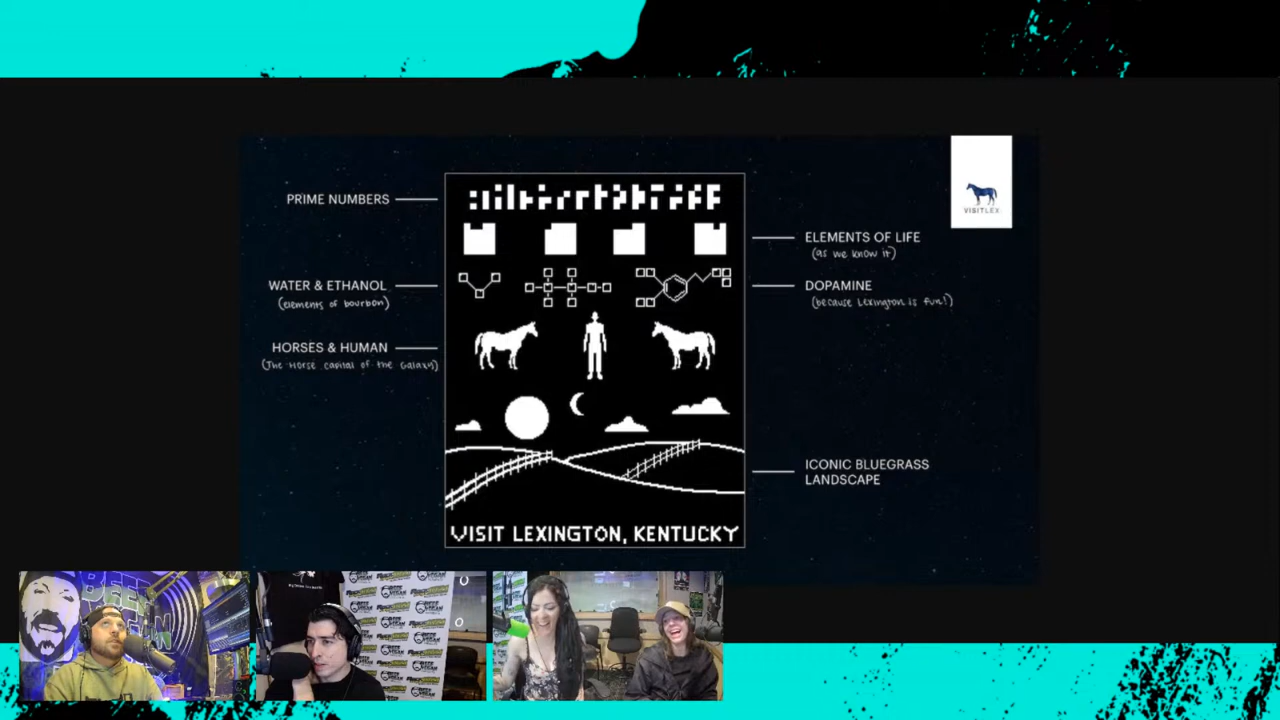 PRIME NUMBERS
VISITLEX
ELEMENTS OF LIFE
(as we know it)
WATER & ETHANOL
(elements of bourbon)
DOPAMINE
(because Lexington is fun!)
HORSES & HUMAN
(The Horse capital of the Galaxy)
ICONIC BLUEGRASS
LANDSCAPE
VISIT LEXINGTON, KENTUCKY